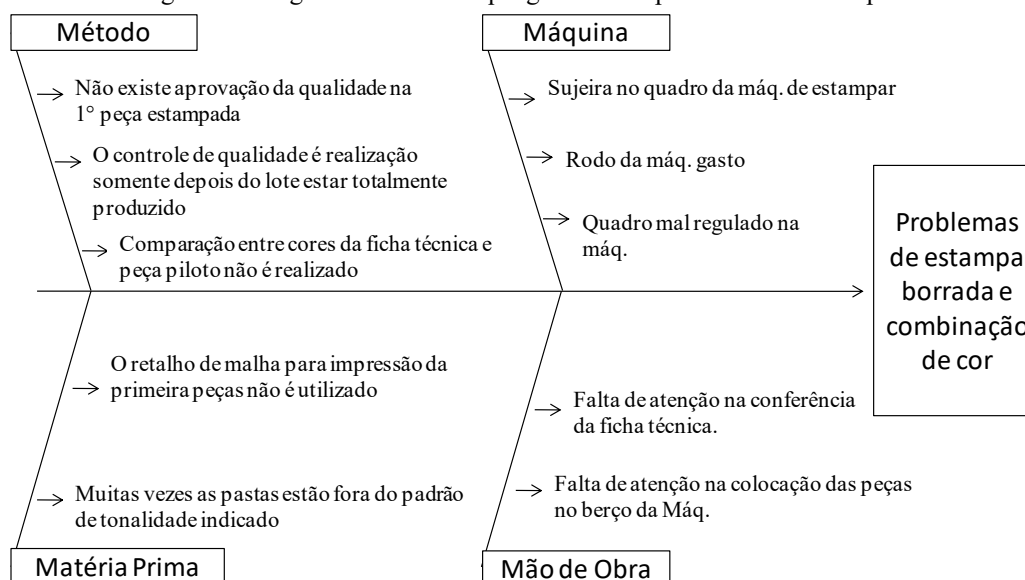 Método
Não existe aprovação da qualidade na
1° peça estampada
O controle de qualidade é realização
somente depois do lote estar totalmente
produzido
Comparação entre cores da ficha técnica e
peça piloto não é realizado
Máquina
Sujeira no quadro da máq. de estampar
Rodo da máq. gasto
Quadro mal regulado na
máq.
Problemas
de estampa
borrada e
combinação
de cor
O retalho de malha para impressão da
primeira peças não é utilizado
Muitas vezes as pastas estão fora do padrão
de tonalidade indicado
Matéria Prima
Falta de atenção na conferência
da ficha técnica.
Falta de atenção na colocação das peças
no berço da Máq.
Mão de Obra